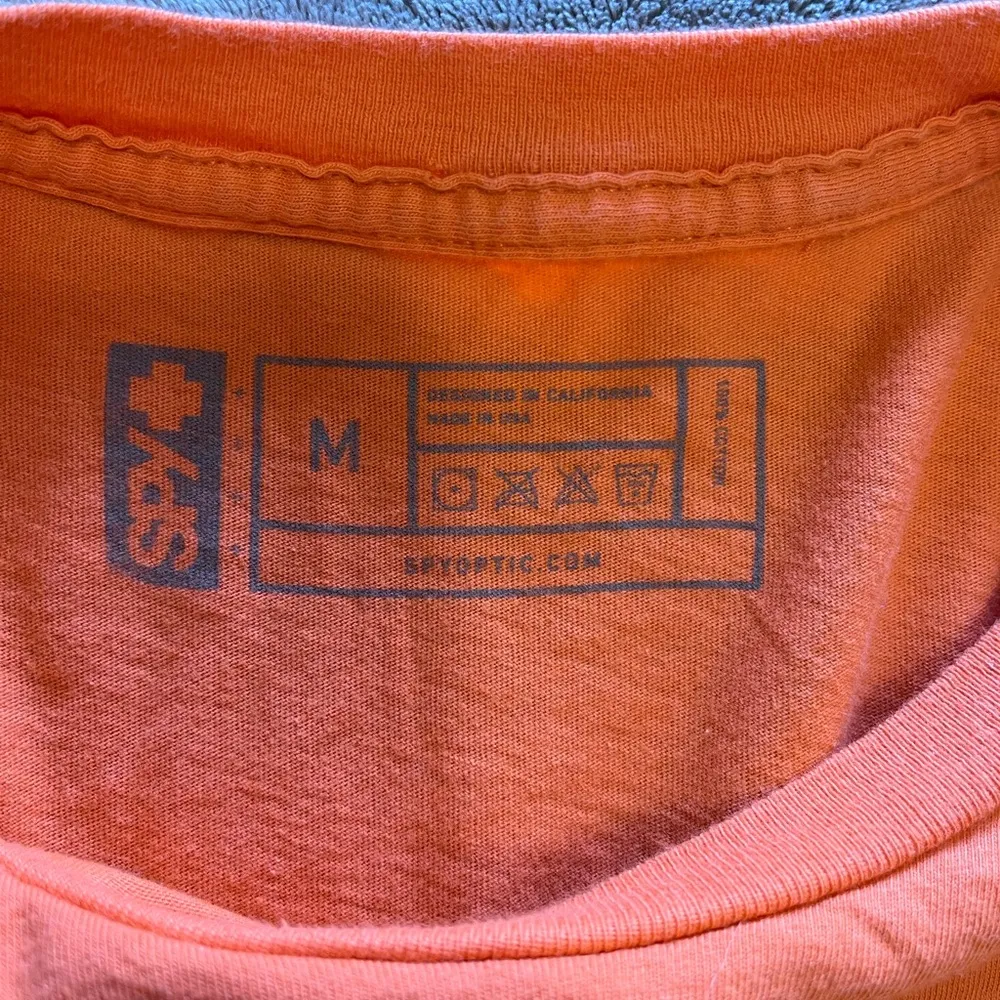 SPY+
M
DESIGNED IN CALIFORNIA
MADE IN USA
100% COTTON
SPYOPTIC.COM